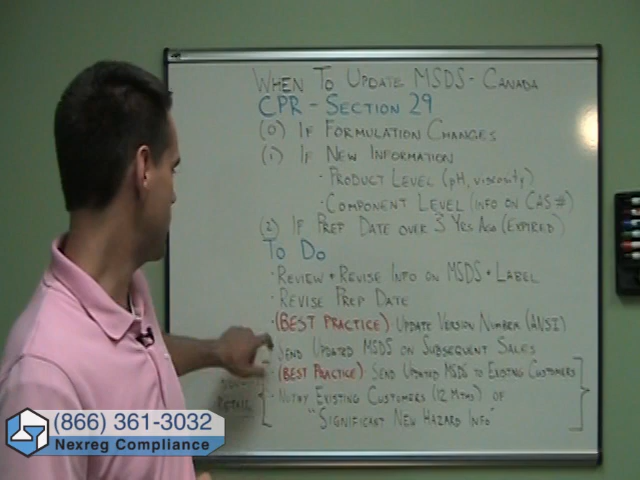 WHEN TO UPDATE MSDS - CANADA
CPR - SECTION 29
(0) IF FORMULATION CHANGES
(1) IF NEW INFORMATION
· PRODUCT LEVEL (pH, viscosity)
· COMPONENT LEVEL (INFO ON CAS #)
(2) IF PREP DATE OVER 3 YRS AGO (EXPIRED)
TO DO
· REVIEW + REVISE INFO ON MSDS + LABEL
· REVISE PREP DATE
· (BEST PRACTICE) · UPDATE VERSION NUMBER (ANSI)
SEND UPDATED MSDS ON SUBSEQUENT SALES
· (BEST PRACTICE) · SEND UPDATED MSDS TO EXISTING CUSTOMERS
· NOTIFY EXISTING CUSTOMERS (12 MTHS) OF
"SIGNIFICANT NEW HAZARD INFO"
RETAIL
(866) 361-3032
Nexreg Compliance